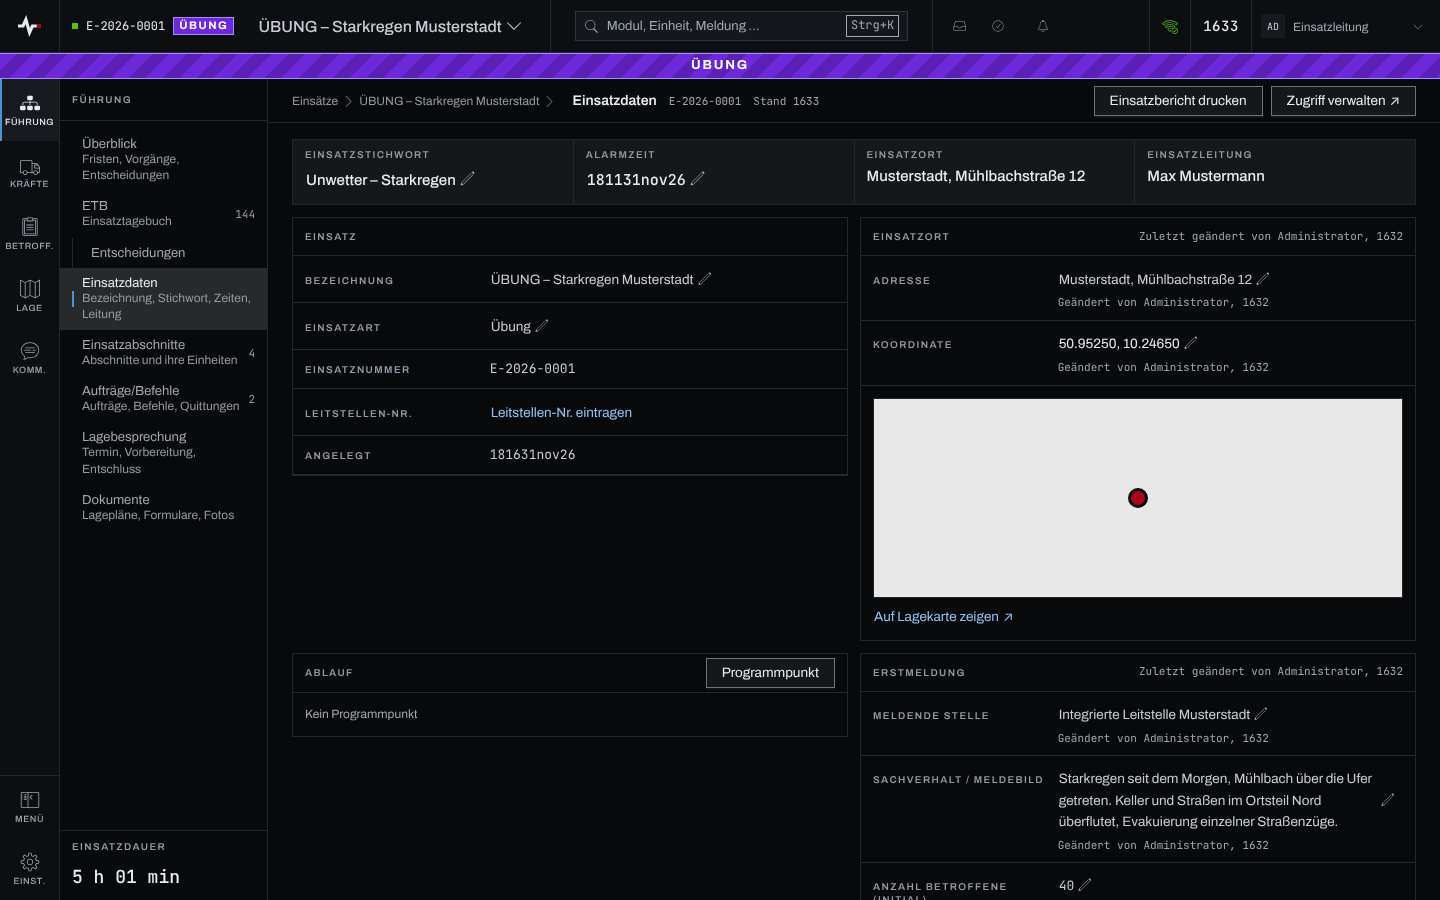 E-2026-0001 ÜBUNG ÜBUNG – Starkregen Musterstadt Modul, Einheit, Meldung ... Strg+K 1633 AD Einsatzleitung
ÜBUNG
FÜHRUNG
KRÄFTE
BETROFF.
LAGE
KOMM.
MENÜ
EINST.
FÜHRUNG
Überblick
Fristen, Vorgänge,
Entscheidungen
ETB
Einsatztagebuch
144
Entscheidungen
Einsatzdaten
Bezeichnung, Stichwort, Zeiten,
Leitung
Einsatzabschnitte
Abschnitte und ihre Einheiten
4
Aufträge/Befehle
Aufträge, Befehle, Quittungen
2
Lagebesprechung
Termin, Vorbereitung,
Entschluss
Dokumente
Lagepläne, Formulare, Fotos
EINSATZDAUER
5 h 01 min
Einsätze ÜBUNG – Starkregen Musterstadt Einsatzdaten E-2026-0001 Stand 1633 Einsatzbericht drucken Zugriff verwalten ↗
EINSATZSTICHWORT
Unwetter – Starkregen
ALARMZEIT
181131nov26
EINSATZORT
Musterstadt, Mühlbachstraße 12
EINSATZLEITUNG
Max Mustermann
EINSATZ
BEZEICHNUNG ÜBUNG – Starkregen Musterstadt
EINSATZART Übung
EINSATZNUMMER E-2026-0001
LEITSTELLEN-NR. Leitstellen-Nr. eintragen
ANGELEGT 181631nov26
EINSATZORT Zuletzt geändert von Administrator, 1632
ADRESSE Musterstadt, Mühlbachstraße 12
Geändert von Administrator, 1632
KOORDINATE 50.95250, 10.24650
Geändert von Administrator, 1632
Auf Lagekarte zeigen ↗
ABLAUF Programmpunkt
Kein Programmpunkt
ERSTMELDUNG Zuletzt geändert von Administrator, 1632
MELDENDE STELLE Integrierte Leitstelle Musterstadt
Geändert von Administrator, 1632
SACHVERHALT / MELDEBILD Starkregen seit dem Morgen, Mühlbach über die Ufer
getreten. Keller und Straßen im Ortsteil Nord
überflutet, Evakuierung einzelner Straßenzüge.
Geändert von Administrator, 1632
ANZAHL BETROFFENE 40
(INITIAL)